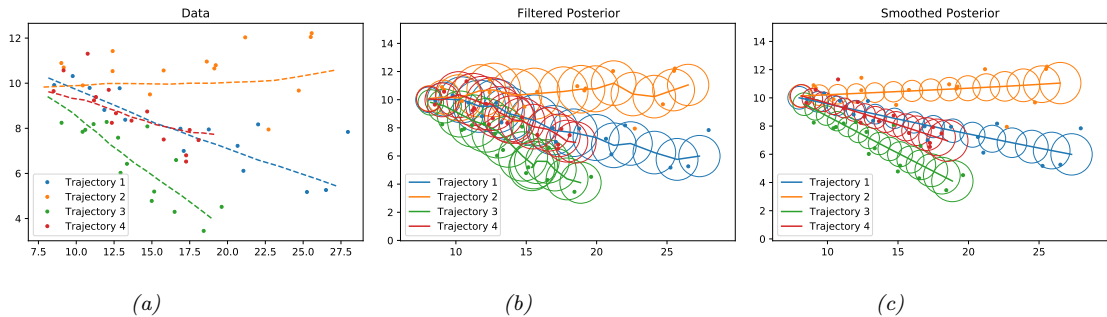 Data
12
10
8
6
4
7.5 10.0 12.5 15.0 17.5 20.0 22.5 25.0 27.5
Trajectory 1
Trajectory 2
Trajectory 3
Trajectory 4
(a)
Filtered Posterior
14
12
10
8
6
4
2
0
10 15 20 25
Trajectory 1
Trajectory 2
Trajectory 3
Trajectory 4
(b)
Smoothed Posterior
14
12
10
8
6
4
2
0
10 15 20 25
Trajectory 1
Trajectory 2
Trajectory 3
Trajectory 4
(c)